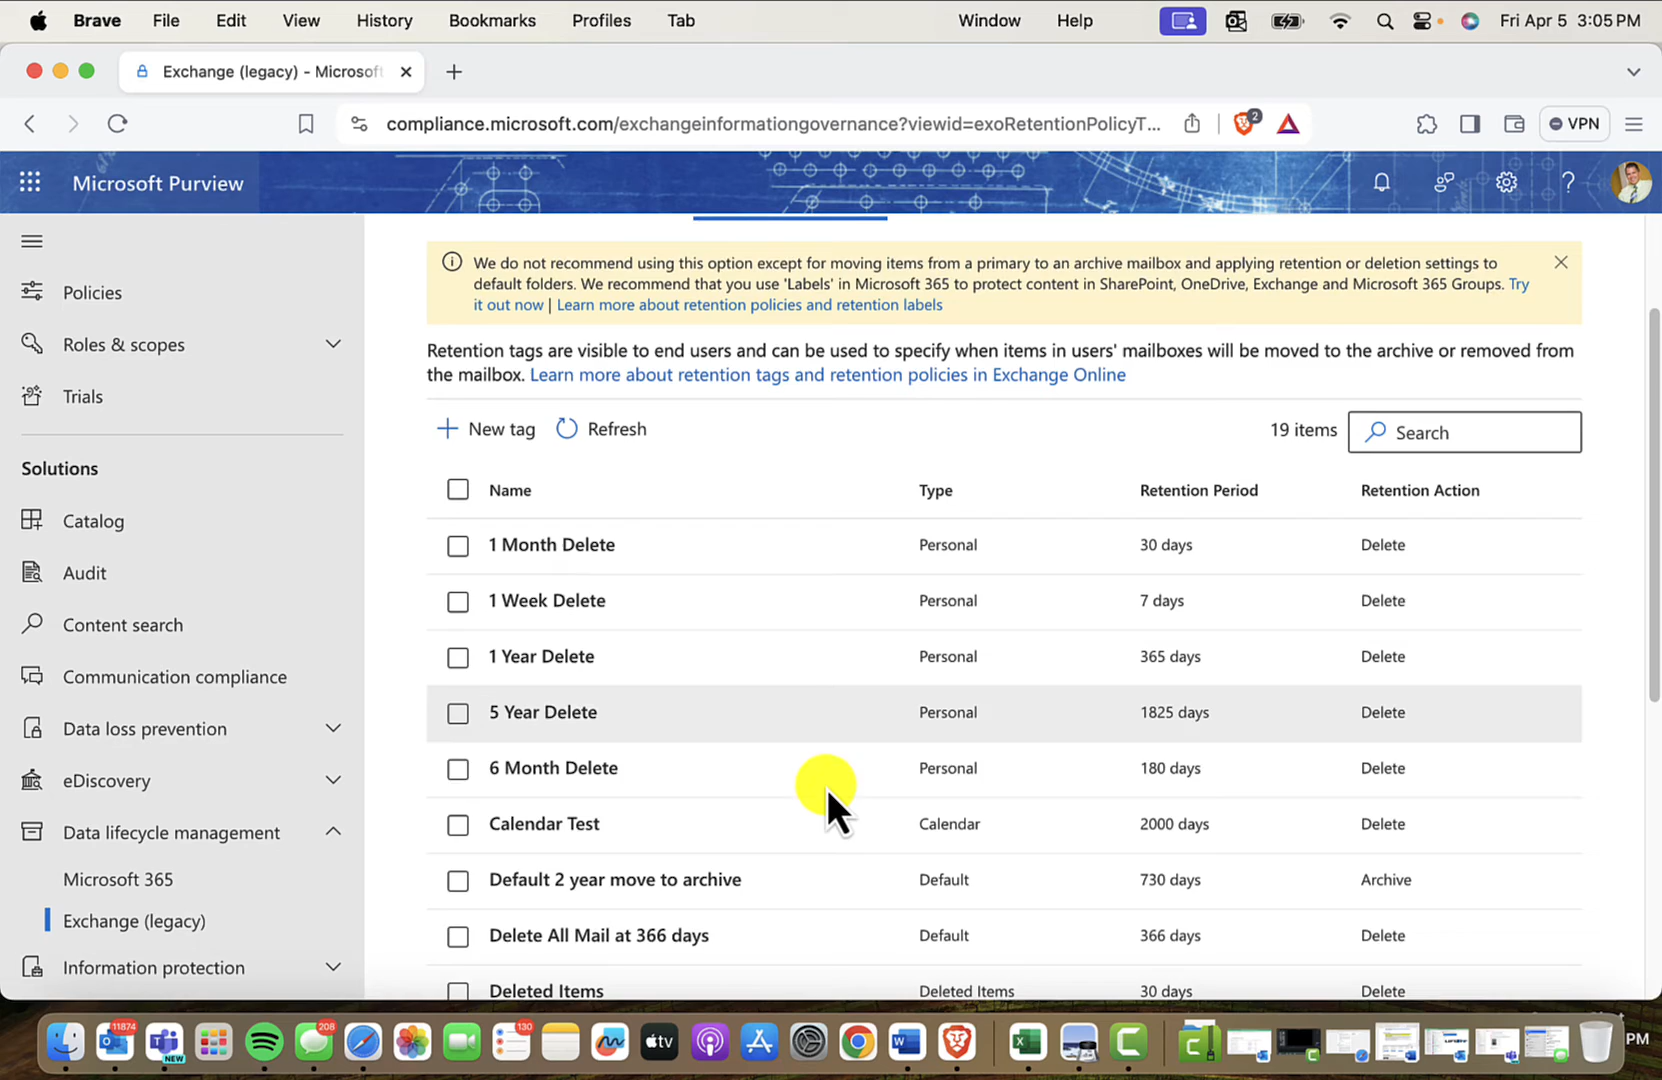 Brave File Edit View History Bookmarks Profiles Tab Window Help Fri Apr 5 3:05 PM
Exchange (legacy) - Microsoft
compliance.microsoft.com/exchangeinformationgovernance?viewid=exoRetentionPolicyT... 2 VPN
Microsoft Purview
Policies
Roles & scopes
Trials
Solutions
Catalog
Audit
Content search
Communication compliance
Data loss prevention
eDiscovery
Data lifecycle management
Microsoft 365
Exchange (legacy)
Information protection
We do not recommend using this option except for moving items from a primary to an archive mailbox and applying retention or deletion settings to
default folders. We recommend that you use 'Labels' in Microsoft 365 to protect content in SharePoint, OneDrive, Exchange and Microsoft 365 Groups. Try
it out now | Learn more about retention policies and retention labels
Retention tags are visible to end users and can be used to specify when items in users' mailboxes will be moved to the archive or removed from
the mailbox. Learn more about retention tags and retention policies in Exchange Online
New tag Refresh 19 items Search
Name Type Retention Period Retention Action
1 Month Delete Personal 30 days Delete
1 Week Delete Personal 7 days Delete
1 Year Delete Personal 365 days Delete
5 Year Delete Personal 1825 days Delete
6 Month Delete Personal 180 days Delete
Calendar Test Calendar 2000 days Delete
Default 2 year move to archive Default 730 days Archive
Delete All Mail at 366 days Default 366 days Delete
Deleted Items Deleted Items 30 days Delete
11874 208 130
NEW tv PM